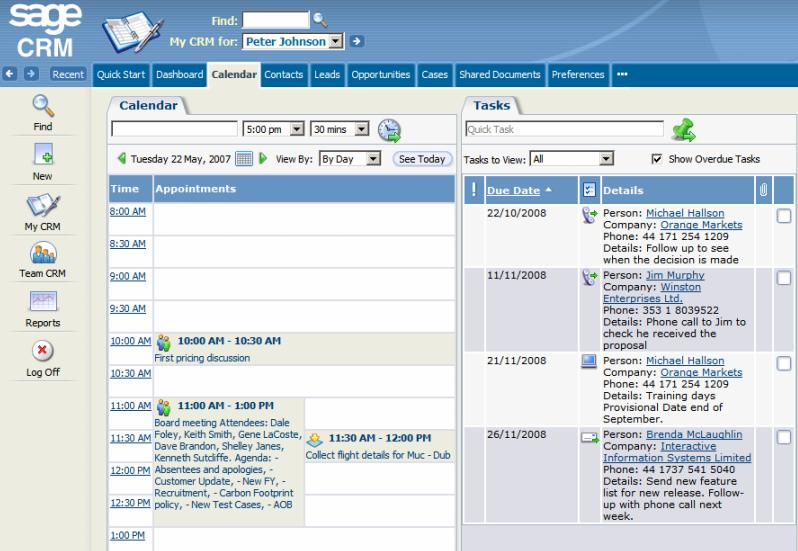 sage
CRM
Find:
My CRM for: Peter Johnson
Recent
Quick Start
Dashboard
Calendar
Contacts
Leads
Opportunities
Cases
Shared Documents
Preferences
•••
Find
New
My CRM
Team CRM
Reports
Log Off
Calendar
5:00 pm
30 mins
Tuesday 22 May, 2007
View By:
By Day
See Today
Time
Appointments
8:00 AM
8:30 AM
9:00 AM
9:30 AM
10:00 AM
10:00 AM - 10:30 AM
First pricing discussion
10:30 AM
11:00 AM
11:00 AM - 1:00 PM
Board meeting Attendees: Dale
Foley, Keith Smith, Gene LaCoste,
Dave Brandon, Shelley Janes,
Kenneth Sutcliffe. Agenda: -
Absentees and apologies, -
Customer Update, - New FY, -
Recruitment, - Carbon Footprint
policy, - New Test Cases, - AOB
11:30 AM
11:30 AM - 12:00 PM
Collect flight details for Muc - Dub
12:00 PM
12:30 PM
1:00 PM
Tasks
Quick Task
Tasks to View:
All
Show Overdue Tasks
!
Due Date
Details
22/10/2008
Person: Michael Hallson
Company: Orange Markets
Phone: 44 171 254 1209
Details: Follow up to see
when the decision is made
11/11/2008
Person: Jim Murphy
Company: Winston
Enterprises Ltd.
Phone: 353 1 8039522
Details: Phone call to Jim to
check he received the
proposal
21/11/2008
Person: Michael Hallson
Company: Orange Markets
Phone: 44 171 254 1209
Details: Training days
Provisional Date end of
September.
26/11/2008
Person: Brenda McLaughlin
Company: Interactive
Information Systems Limited
Phone: 44 1737 541 5040
Details: Send new feature
list for new release. Follow-
up with phone call next
week.